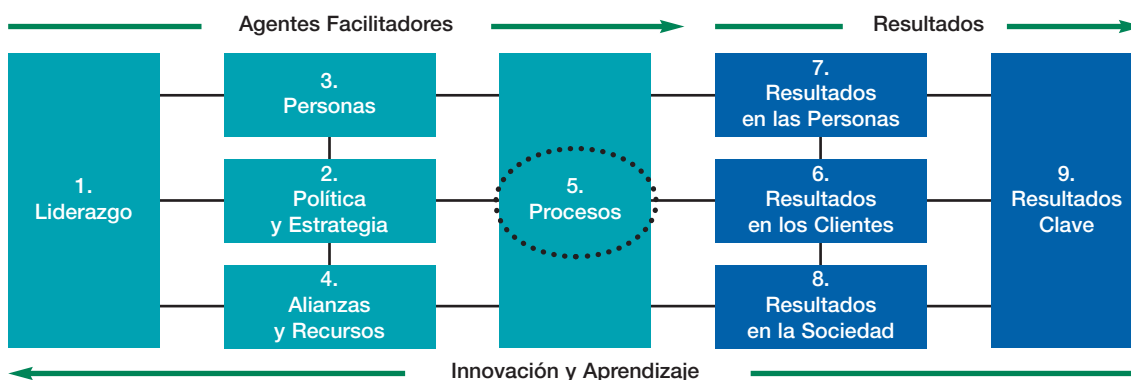 Agentes Facilitadores
Resultados
1.
Liderazgo
3.
Personas
2.
Política
y Estrategia
4.
Alianzas
y Recursos
5.
Procesos
7.
Resultados
en las Personas
6.
Resultados
en los Clientes
8.
Resultados
en la Sociedad
9.
Resultados
Clave
Innovación y Aprendizaje